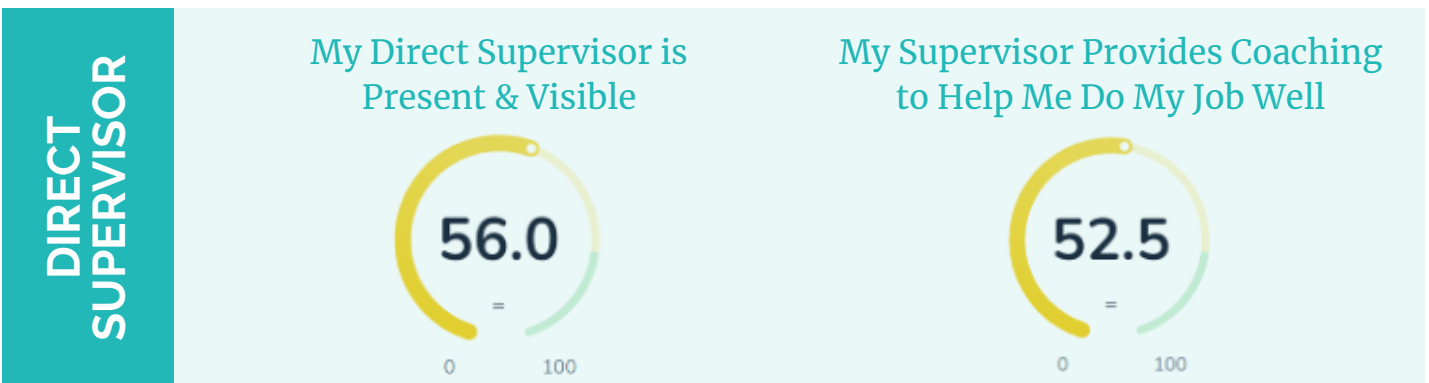 DIRECT
SUPERVISOR
My Direct Supervisor is
Present & Visible
56.0
=
0 100
My Supervisor Provides Coaching
to Help Me Do My Job Well
52.5
=
0 100